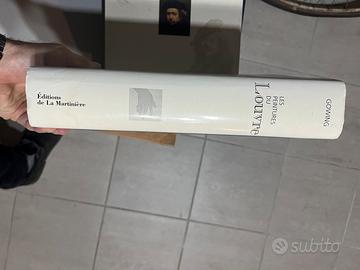 GOWING
LES
PEINTURES
DU
Louvre
Éditions
de La Martinière
subito